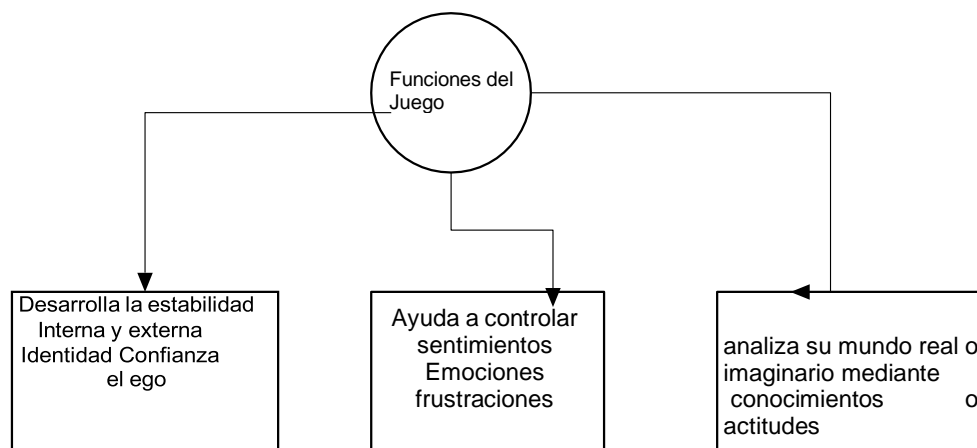 Funciones del
Juego
Desarrolla la estabilidad
Interna y externa
Identidad Confianza
el ego
Ayuda a controlar
sentimientos
Emociones
frustraciones
analiza su mundo real o
imaginario mediante
conocimientos o
actitudes